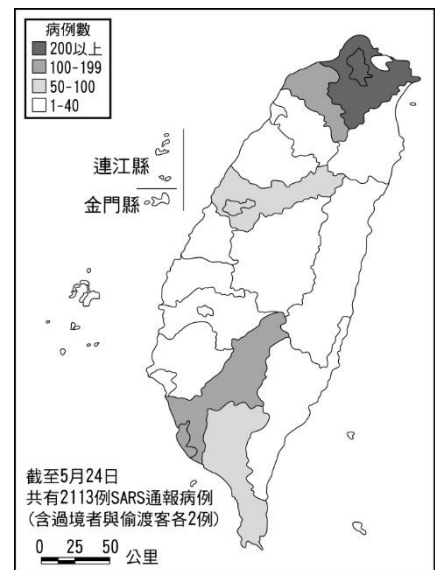 病例數
200以上
100-199
50-100
1-40
連江縣
金門縣
截至5月24日
共有2113例SARS通報病例
(含過境者與偷渡客各2例)
0 25 50 公里